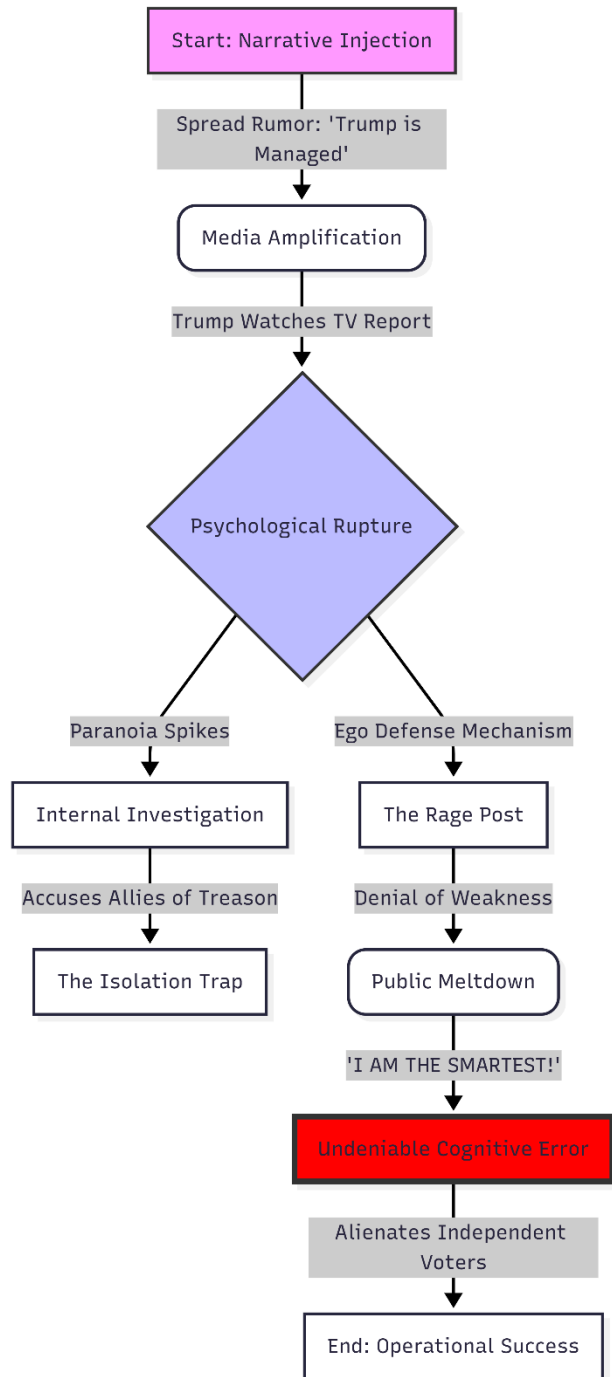 Start: Narrative Injection
Spread Rumor: 'Trump is
Managed'
Media Amplification
Trump Watches TV Report
Psychological Rupture
Paranoia Spikes
Ego Defense Mechanism
Internal Investigation
The Rage Post
Accuses Allies of Treason
Denial of Weakness
The Isolation Trap
Public Meltdown
'I AM THE SMARTEST!'
Undeniable Cognitive Error
Alienates Independent
Voters
End: Operational Success